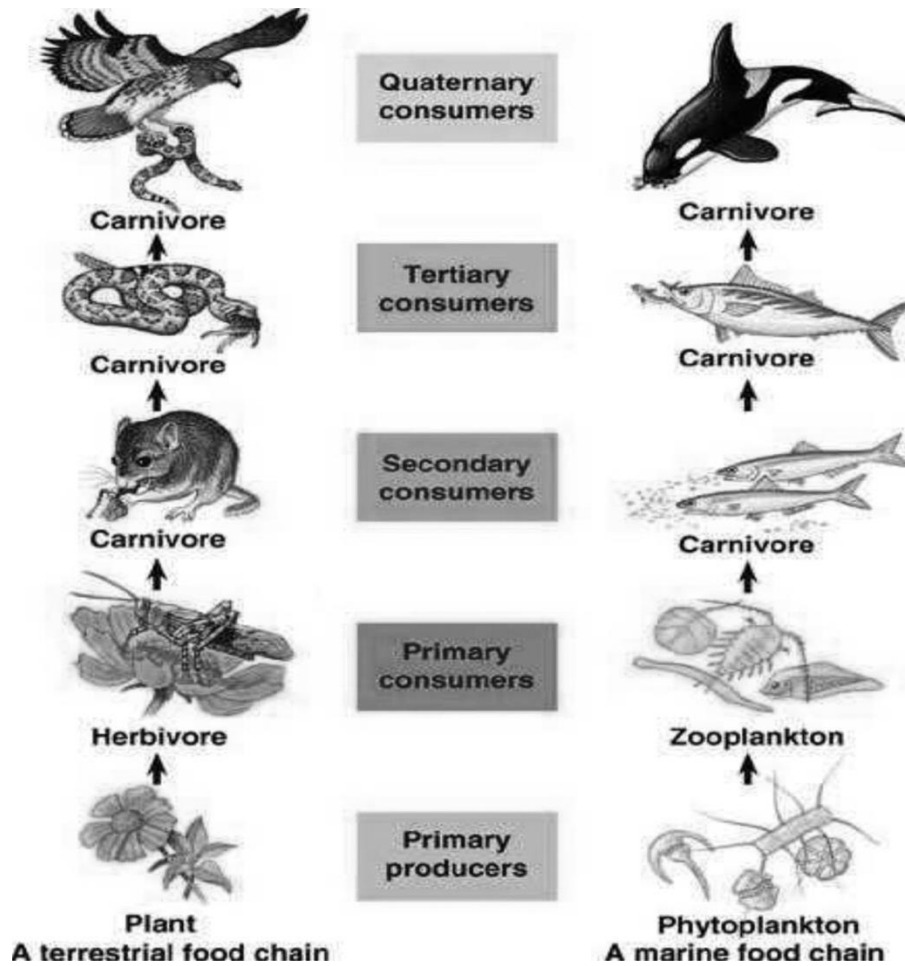 Quaternary
consumers
Carnivore
Carnivore
Tertiary
consumers
Carnivore
Carnivore
Secondary
consumers
Carnivore
Carnivore
Primary
consumers
Herbivore
Zooplankton
Primary
producers
Plant
Phytoplankton
A terrestrial food chain
A marine food chain